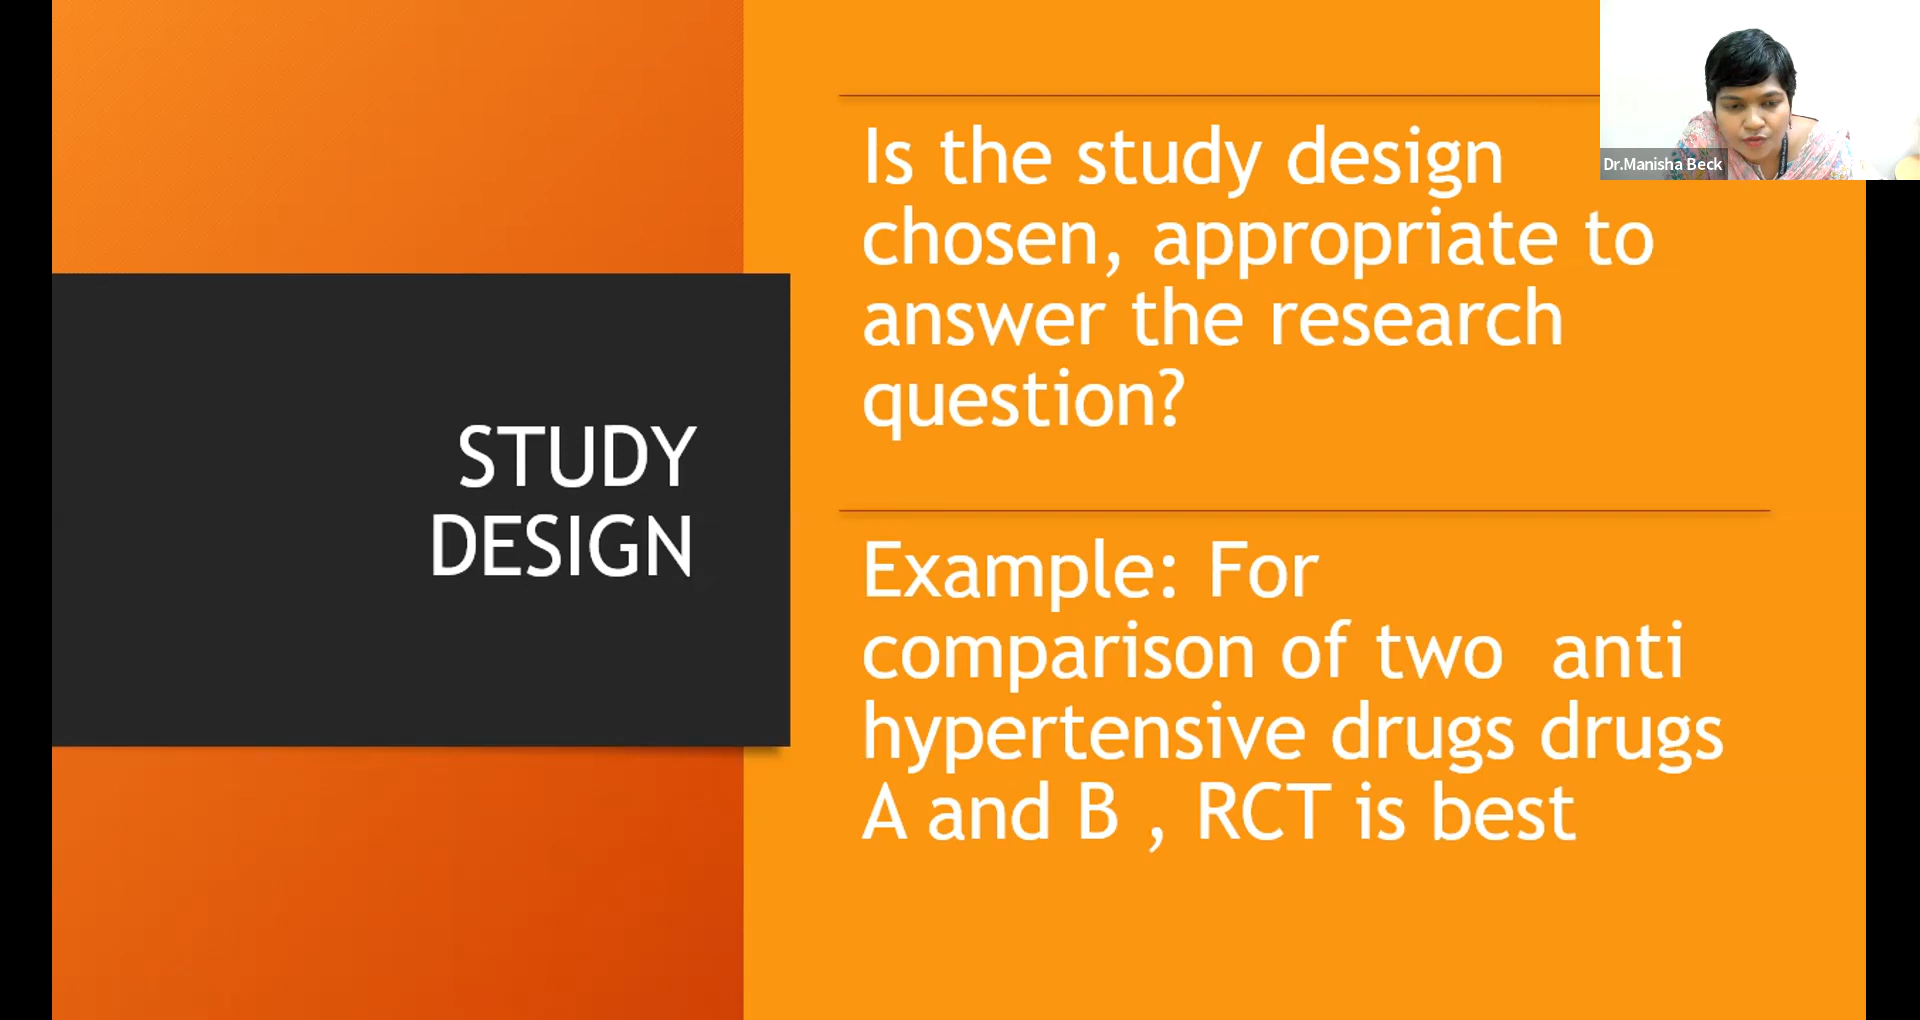 STUDY
DESIGN
Is the study design
chosen, appropriate to
answer the research
question?
Example: For
comparison of two  anti
hypertensive drugs drugs
A and B , RCT is best
Dr.Manisha Beck